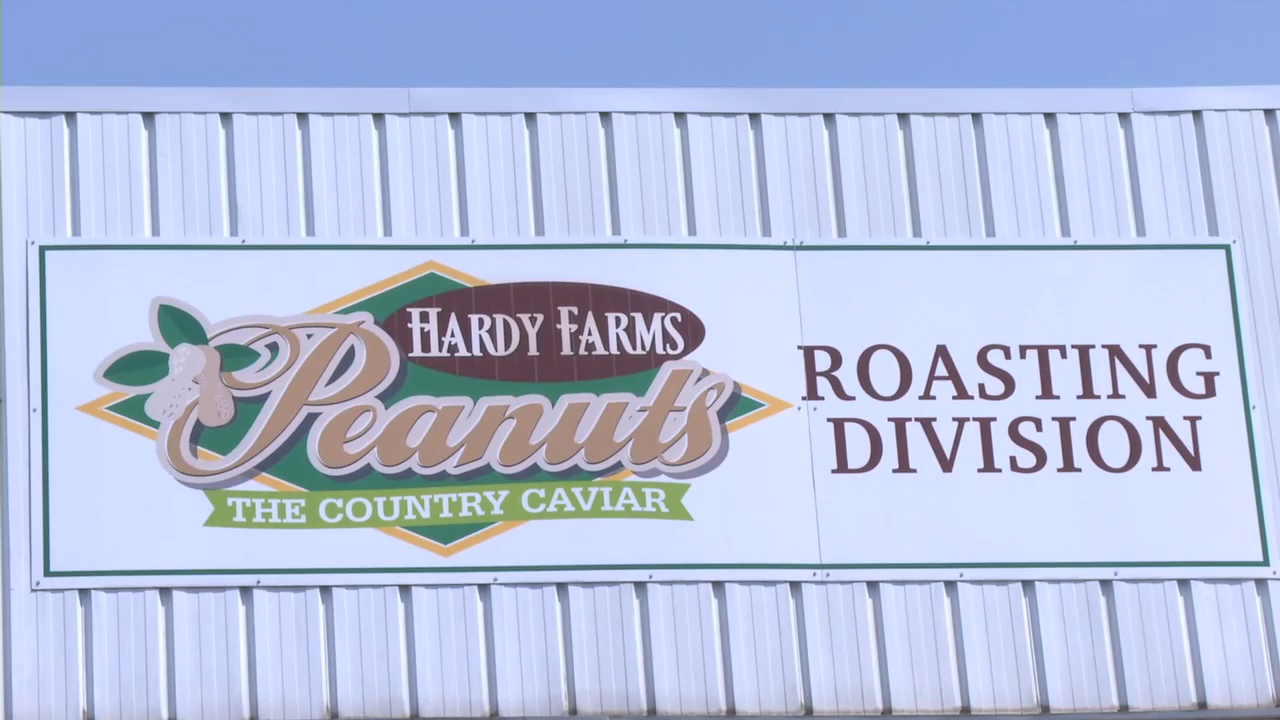 HARDY FARMS
Peanuts
THE COUNTRY CAVIAR
ROASTING
DIVISION